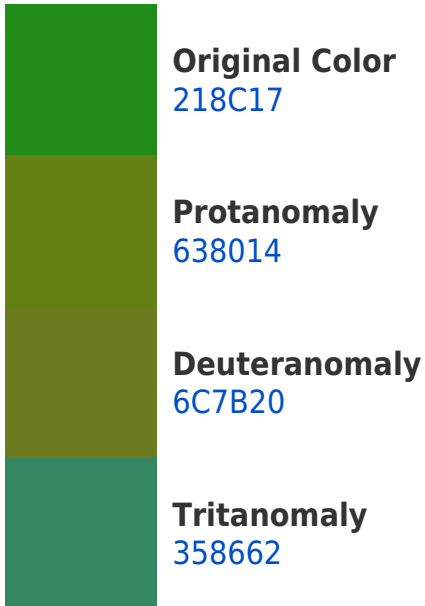 Original Color
218C17
Protanomaly
638014
Deuteranomaly
6C7B20
Tritanomaly
358662